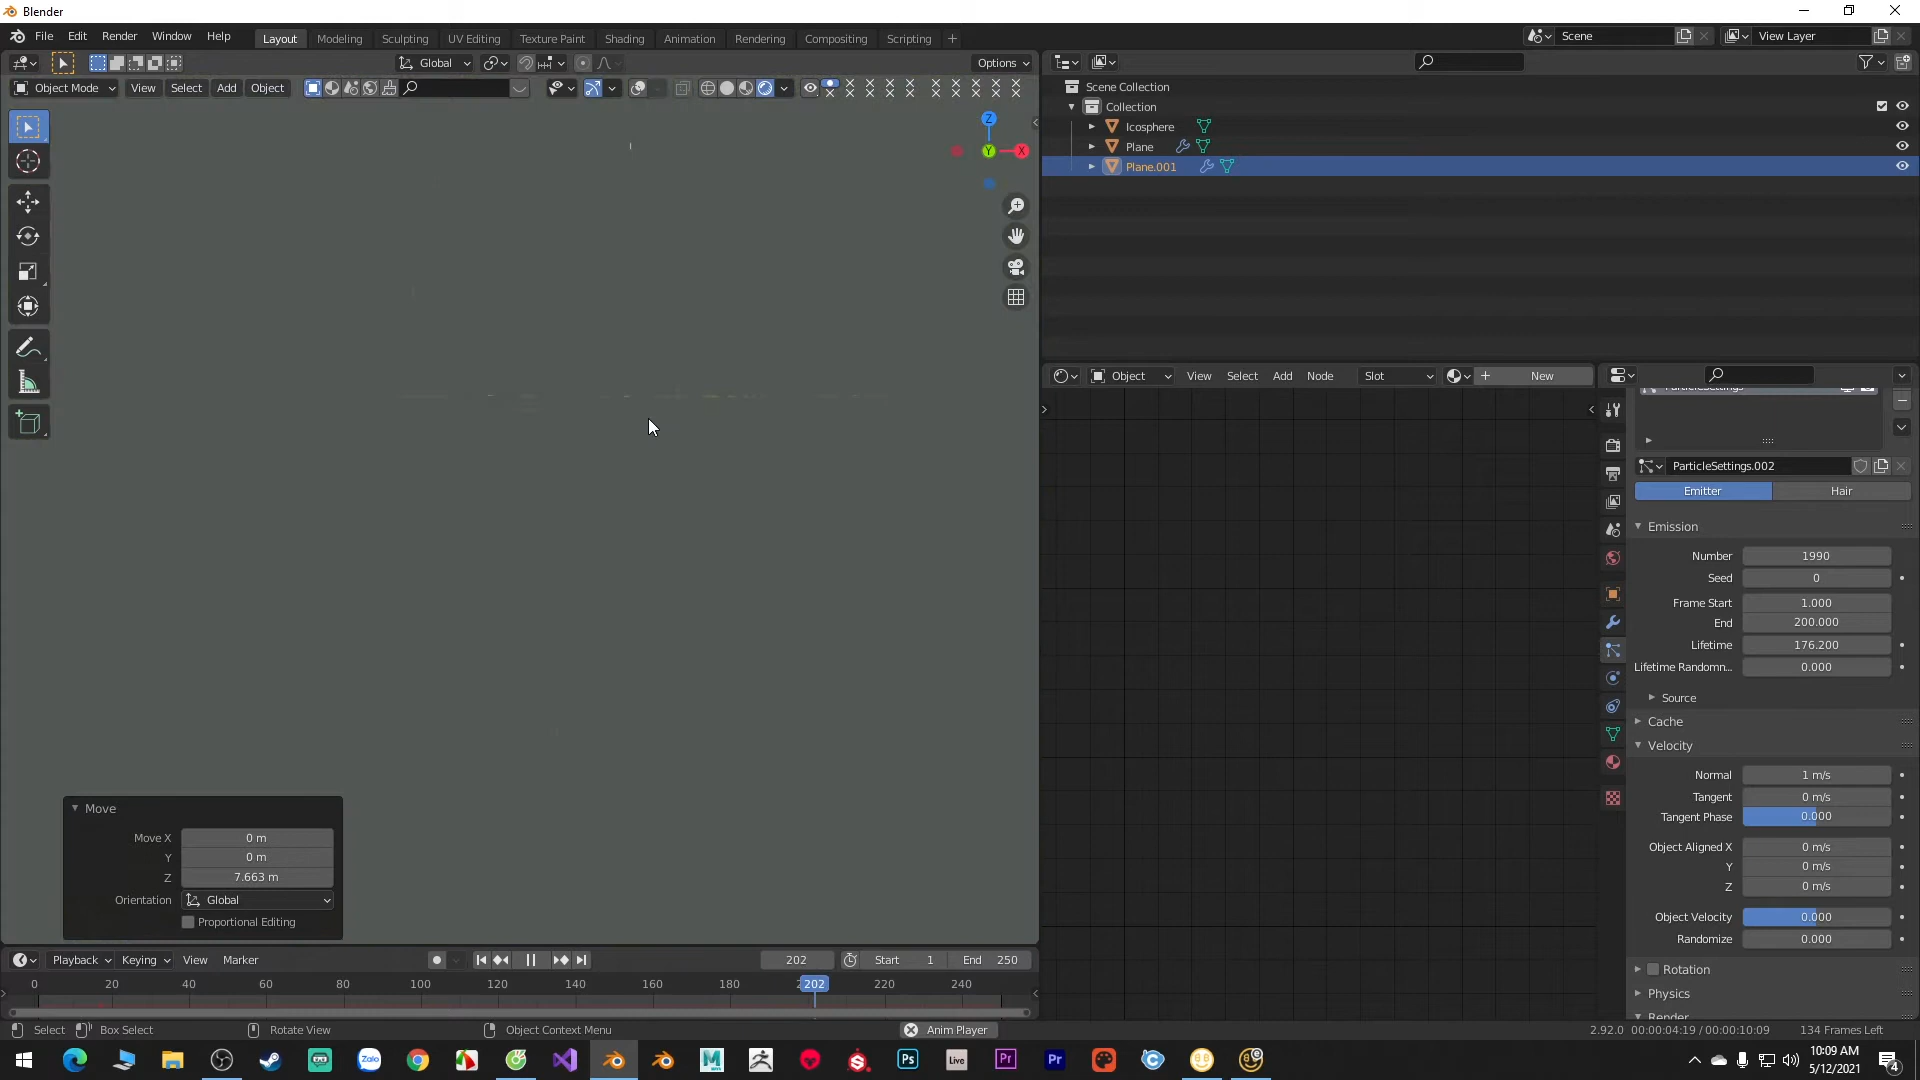 Blender
File Edit Render Window Help
Layout Modeling Sculpting UV Editing Texture Paint Shading Animation Rendering Compositing Scripting
Scene
View Layer
Global
Options
Object Mode View Select Add Object
Z
Y
X
Scene Collection
Collection
Icosphere
Plane
Plane.001
Object View Select Add Node Slot New
ParticleSettings
ParticleSettings.002
Emitter Hair
Emission
Number 1990
Seed 0
Frame Start 1.000
End 200.000
Lifetime 176.200
Lifetime Randomn... 0.000
Source
Cache
Velocity
Normal 1 m/s
Tangent 0 m/s
Tangent Phase 0.000
Object Aligned X 0 m/s
Y 0 m/s
Z 0 m/s
Object Velocity 0.000
Randomize 0.000
Rotation
Physics
Render
Move
Move X 0 m
Y 0 m
Z 7.663 m
Orientation Global
Proportional Editing
Playback Keying View Marker
202 Start 1 End 250
0 20 40 60 80 100 120 140 160 180 202 220 240
Select Box Select Rotate View Object Context Menu Anim Player
2.92.0 00:00:04:19 / 00:00:10:09 134 Frames Left
Zalo
M
Ps
Live
Pr
Pr
10:09 AM
5/12/2021
4